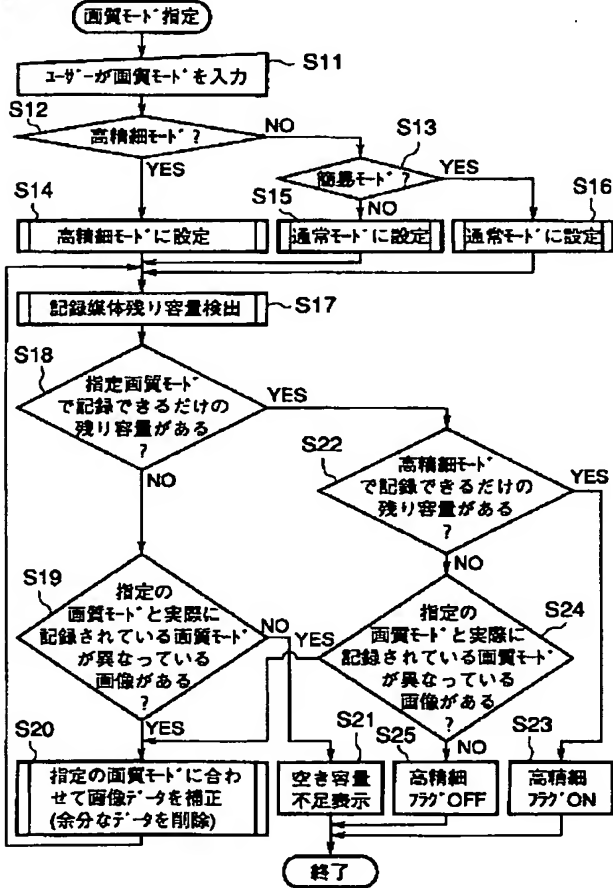 画質モード指定
ユーザーが画質モードを入力
S11
S12
高精細モード?
NO
YES
S13
簡易モード?
YES
NO
S14
高精細モードに設定
S15
通常モードに設定
S16
通常モードに設定
記録媒体残り容量検出
S17
S18
指定画質モード
で記録できるだけの
残り容量がある
?
YES
NO
S22
高精細モード
で記録できるだけの
残り容量がある
?
YES
NO
S19
指定の
画質モードと実際に
記録されている画質モード
が異なっている
画像がある
?
NO
YES
S24
指定の
画質モードと実際に
記録されている画質モード
が異なっている
画像がある
?
YES
NO
S20
指定の画質モードに合わ
せて画像データを補正
(余分なデータを削除)
S21
空き容量
不足表示
S25
高精細
フラグOFF
S23
高精細
フラグON
終了